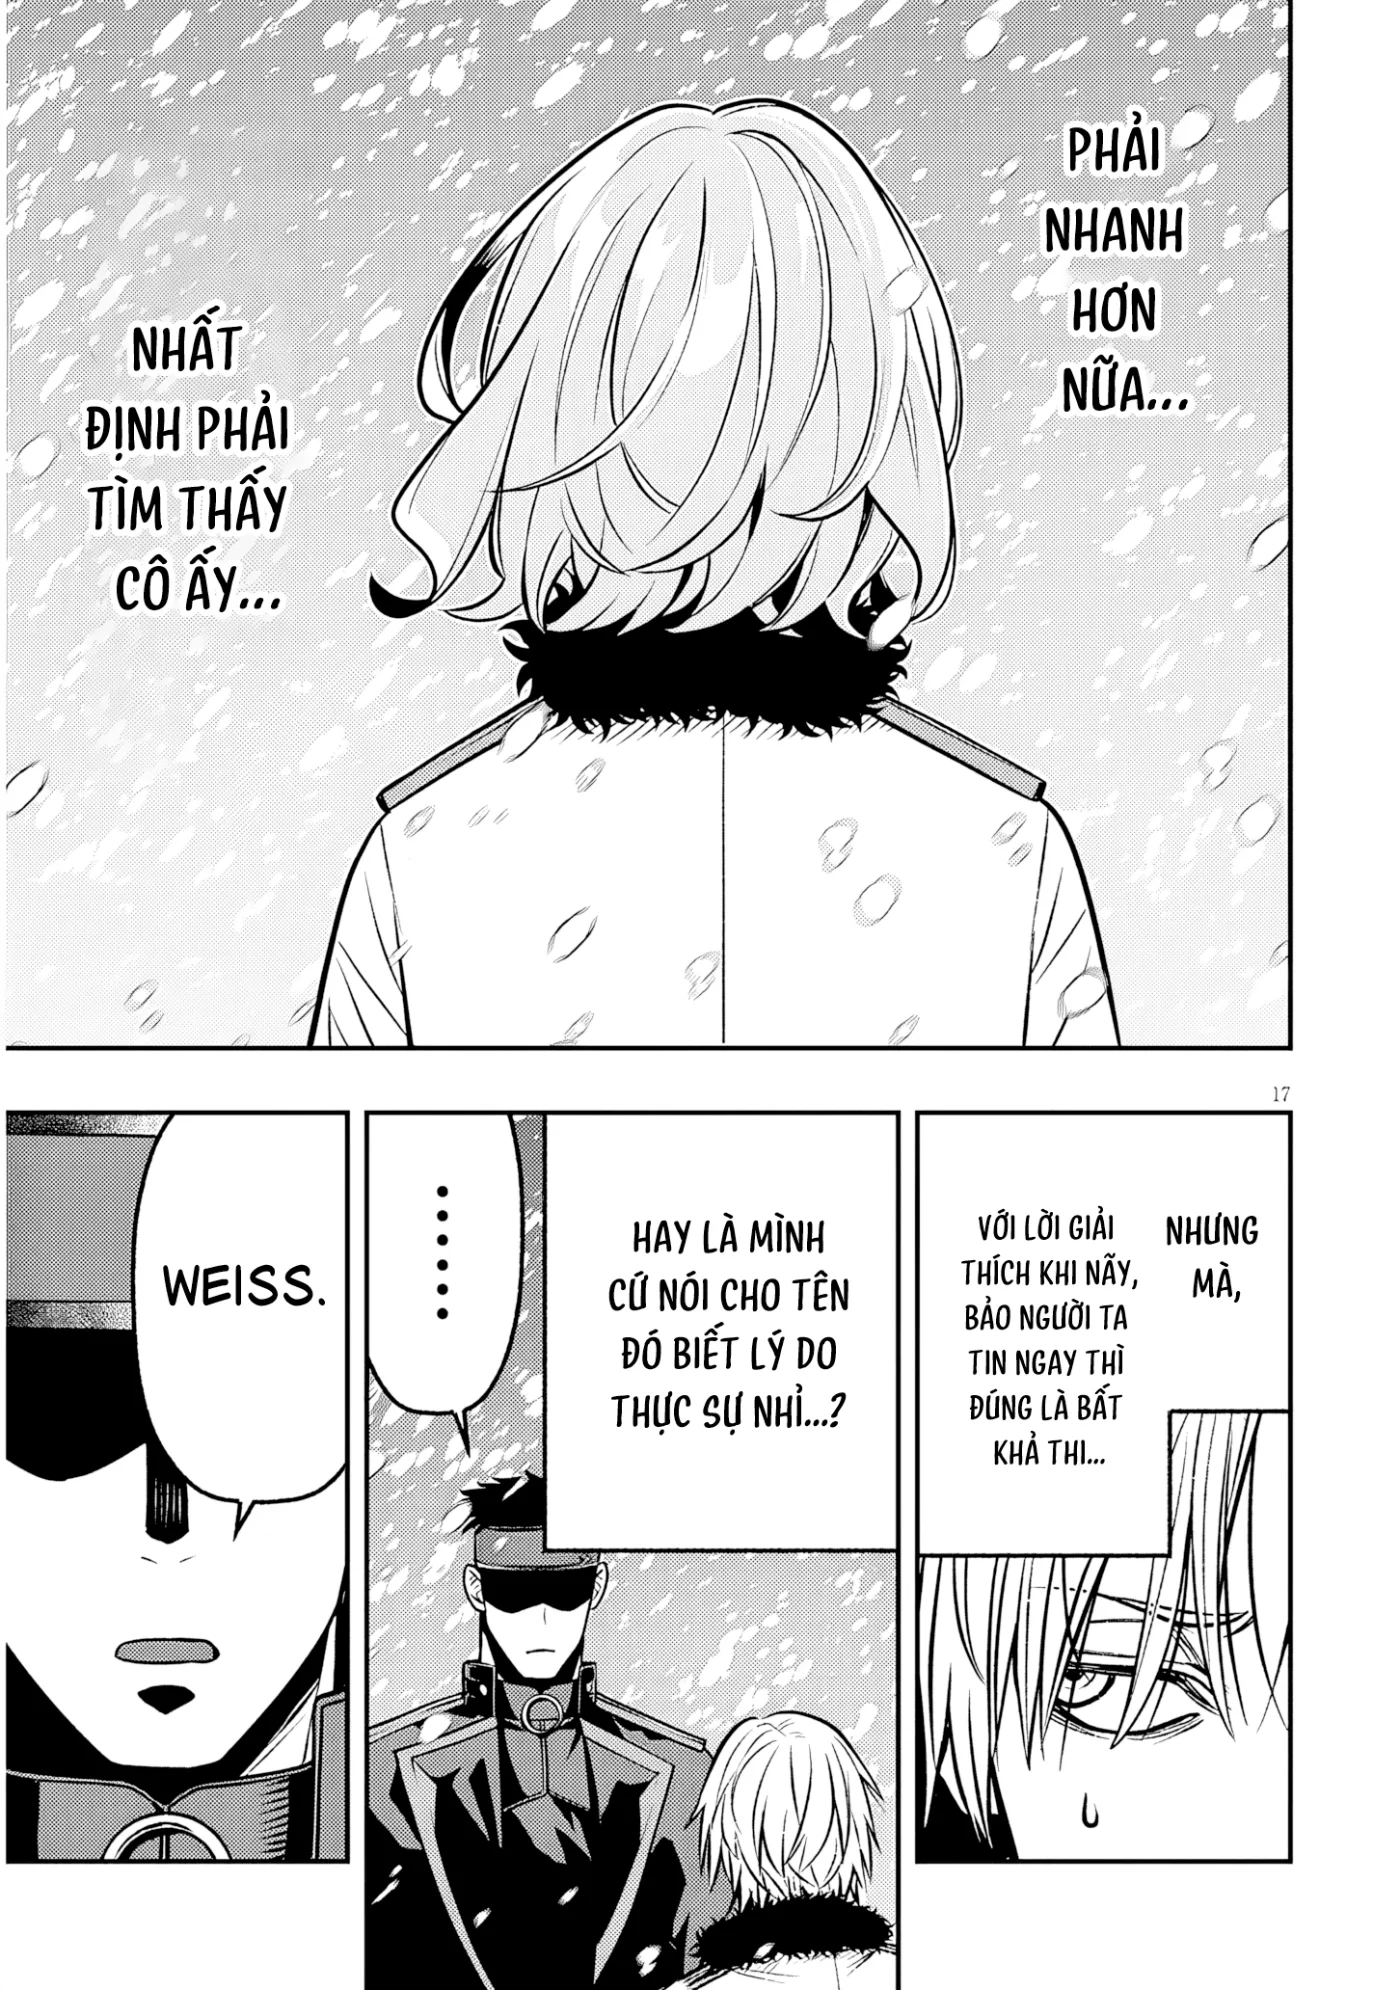 PHẢI
NHANH
HƠN
NỮA...
NHẤT
ĐỊNH PHẢI
TÌM THẤY
CÔ ẤY...
17
NHƯNG
MÀ,
VỚI LỜI GIẢI
THÍCH KHI NÃY,
BẢO NGƯỜI TA
TIN NGAY THÌ
ĐÚNG LÀ BẤT
KHẢ THI...
HAY LÀ MÌNH
CỨ NÓI CHO TÊN
ĐÓ BIẾT LÝ DO
THỰC SỰ NHỈ...?
......
WEISS.